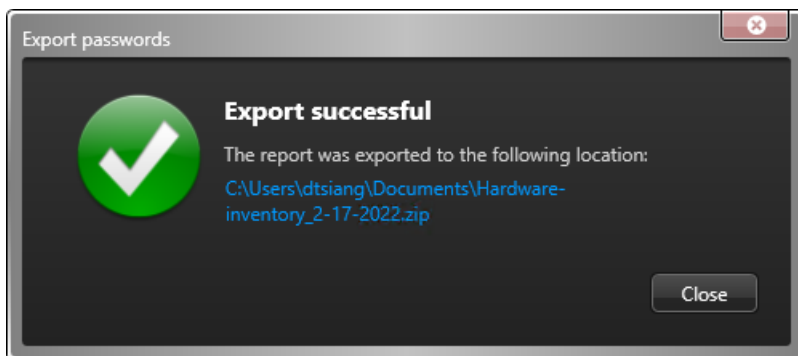 Export passwords
Export successful
The report was exported to the following location:
C:\Users\dtsiang\Documents\Hardware-
inventory_2-17-2022.zip
Close